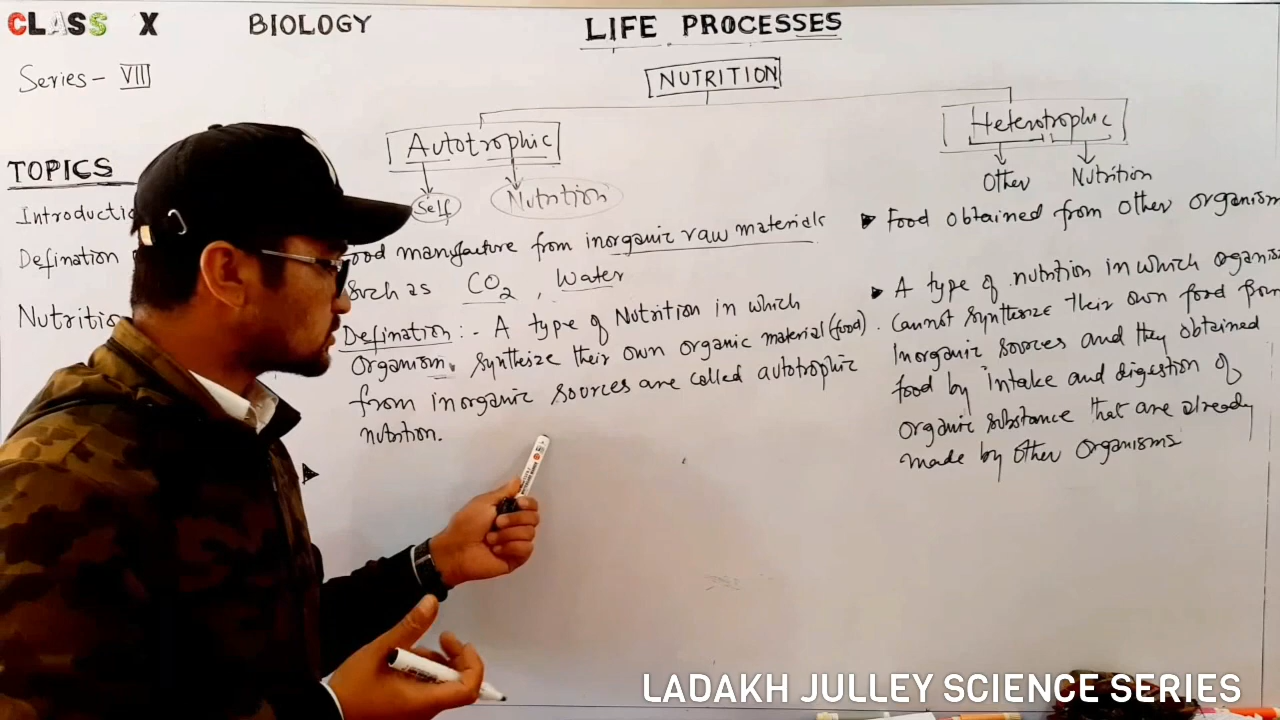 CLASS X BIOLOGY LIFE PROCESSES
Series - VII
NUTRITION
Autotrophic
Self Nutrition
food manufacture from inorganic raw materials
such as CO2, Water
Defination :- A type of Nutrition in which
Organism, synthesize their own organic material (food).
from inorganic sources are called autotrophic
nutrition.
Heterotrophic
Other Nutrition
Food obtained from other organism
A type of nutrition in which organism
Cannot synthesize their own food from
Inorganic sources and they obtained
food by intake and digestion of
organic substance that are already
made by other organisms
TOPICS
Introductio
Defination
Nutritio
LADAKH JULLEY SCIENCE SERIES